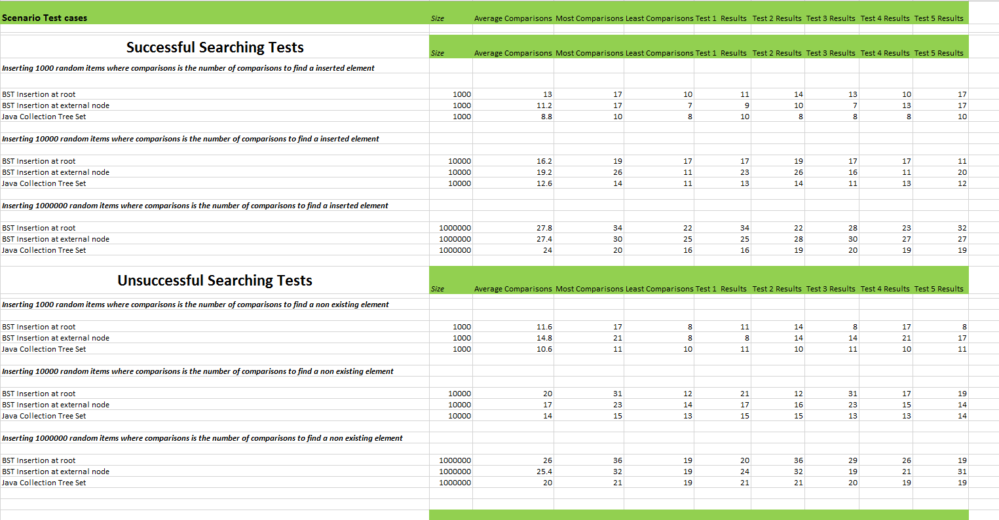 Scenario Test cases Size Average Comparisons Most Comparisons Least Comparisons Test 1 Results Test 2 Results Test 3 Results Test 4 Results Test 5 Results
Successful Searching Tests Size Average Comparisons Most Comparisons Least Comparisons Test 1 Results Test 2 Results Test 3 Results Test 4 Results Test 5 Results
Inserting 1000 random items where comparisons is the number of comparisons to find a inserted element
BST Insertion at root 1000 13 17 10 11 14 13 10 17
BST Insertion at external node 1000 11.2 17 7 9 10 7 13 17
Java Collection Tree Set 1000 8.8 10 8 10 8 8 8 10
Inserting 10000 random items where comparisons is the number of comparisons to find a inserted element
BST Insertion at root 10000 16.2 19 17 17 19 17 17 11
BST Insertion at external node 10000 19.2 26 11 23 26 16 11 20
Java Collection Tree Set 10000 12.6 14 11 13 14 11 13 12
Inserting 1000000 random items where comparisons is the number of comparisons to find a inserted element
BST Insertion at root 1000000 27.8 34 22 34 22 28 23 32
BST Insertion at external node 1000000 27.4 30 25 25 28 30 27 27
Java Collection Tree Set 1000000 24 20 16 16 19 20 19 19
Unsuccessful Searching Tests Size Average Comparisons Most Comparisons Least Comparisons Test 1 Results Test 2 Results Test 3 Results Test 4 Results Test 5 Results
Inserting 1000 random items where comparisons is the number of comparisons to find a non existing element
BST Insertion at root 1000 11.6 17 8 11 14 8 17 8
BST Insertion at external node 1000 14.8 21 8 8 14 14 21 17
Java Collection Tree Set 1000 10.6 11 10 11 10 11 10 11
Inserting 10000 random items where comparisons is the number of comparisons to find a non existing element
BST Insertion at root 10000 20 31 12 21 12 31 17 19
BST Insertion at external node 10000 17 23 14 17 16 23 15 14
Java Collection Tree Set 10000 14 15 13 15 15 13 13 14
Inserting 1000000 random items where comparisons is the number of comparisons to find a non existing element
BST Insertion at root 1000000 26 36 19 20 36 29 26 19
BST Insertion at external node 1000000 25.4 32 19 24 32 19 21 31
Java Collection Tree Set 1000000 20 21 19 21 21 20 19 19